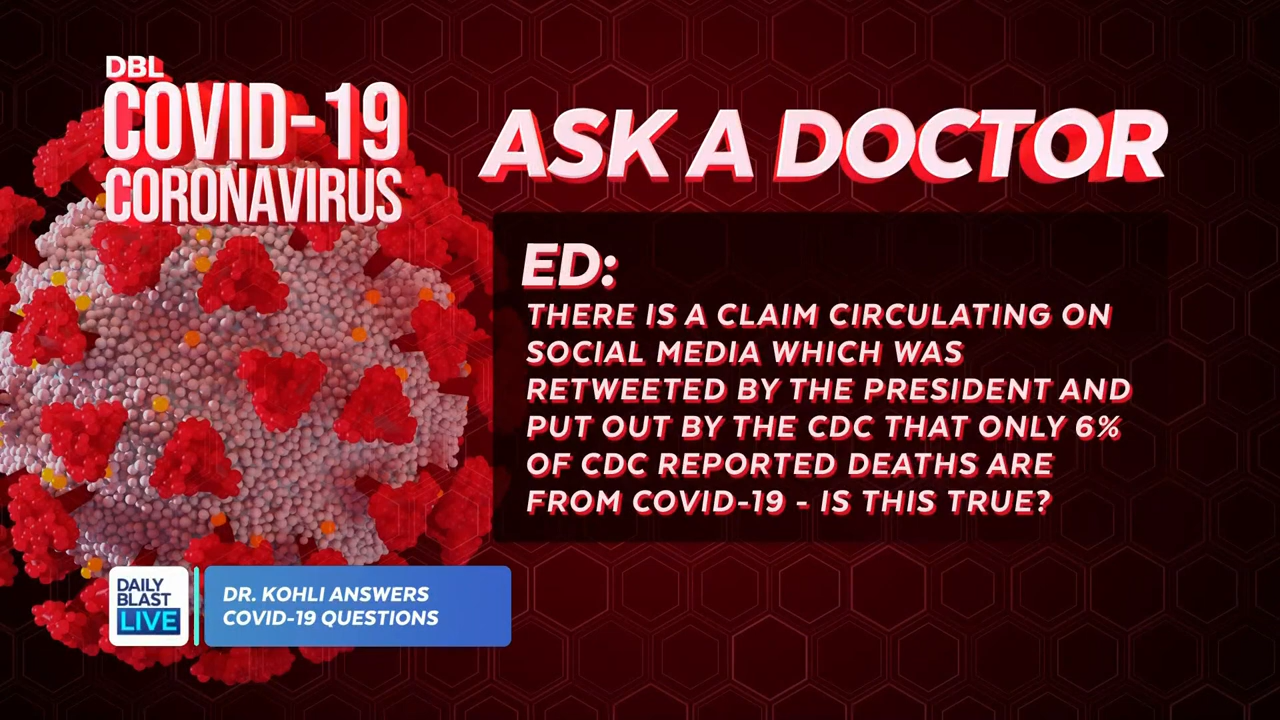 DBL
COVID-19
CORONAVIRUS
ASK A DOCTOR
ED:
THERE IS A CLAIM CIRCULATING ON
SOCIAL MEDIA WHICH WAS
RETWEETED BY THE PRESIDENT AND
PUT OUT BY THE CDC THAT ONLY 6%
OF CDC REPORTED DEATHS ARE
FROM COVID-19 - IS THIS TRUE?
DAILY
BLAST
LIVE
DR. KOHLI ANSWERS
COVID-19 QUESTIONS